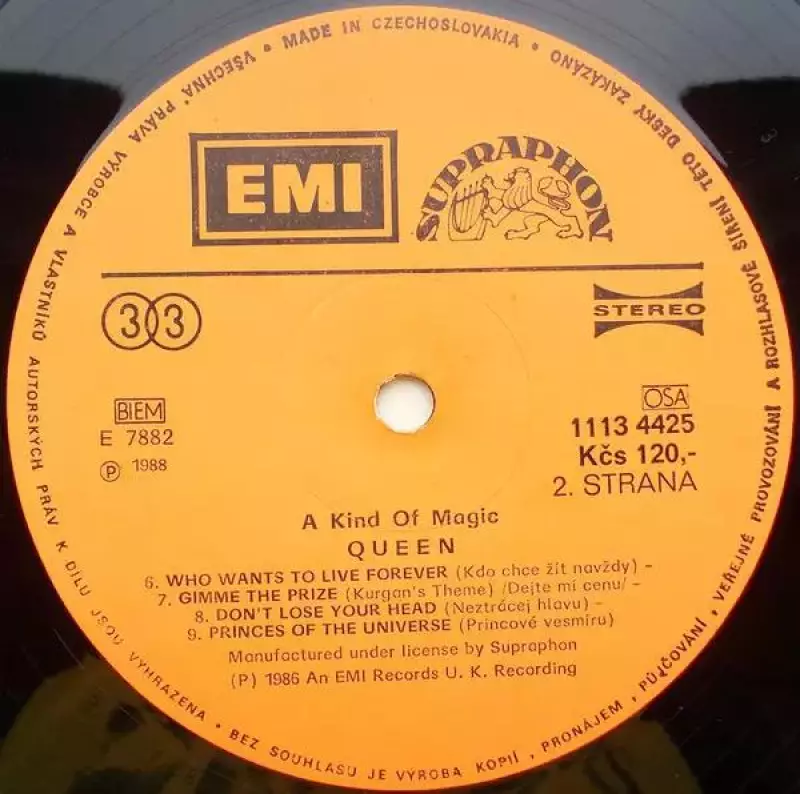 • MADE IN CZECHOSLOVAKIA •
VŠECHNA PRÁVA VÝROBCE A VLASTNÍKŮ AUTORSKÝCH PRÁV K DÍLU JSOU VYHRAZENA • BEZ SOUHLASU JE VÝROBA KOPIÍ, PRONÁJEM, PŮJČOVÁNÍ, VEŘEJNÉ PROVOZOVÁNÍ A ROZHLASOVÉ ŠÍŘENÍ TÉTO DESKY ZAKÁZÁNO
EMI
SUPRAPHON
33
STEREO
BIEM
E 7882
℗ 1988
OSA
1113 4425
Kčs 120,-
2. STRANA
A Kind Of Magic
QUEEN
6. WHO WANTS TO LIVE FOREVER (Kdo chce žít navždy) –
7. GIMME THE PRIZE (Kurgan's Theme) /Dejte mi cenu/ –
8. DON'T LOSE YOUR HEAD (Neztrácej hlavu) –
9. PRINCES OF THE UNIVERSE (Princové vesmíru)
Manufactured under license by Supraphon
(P) 1986 An EMI Records U. K. Recording